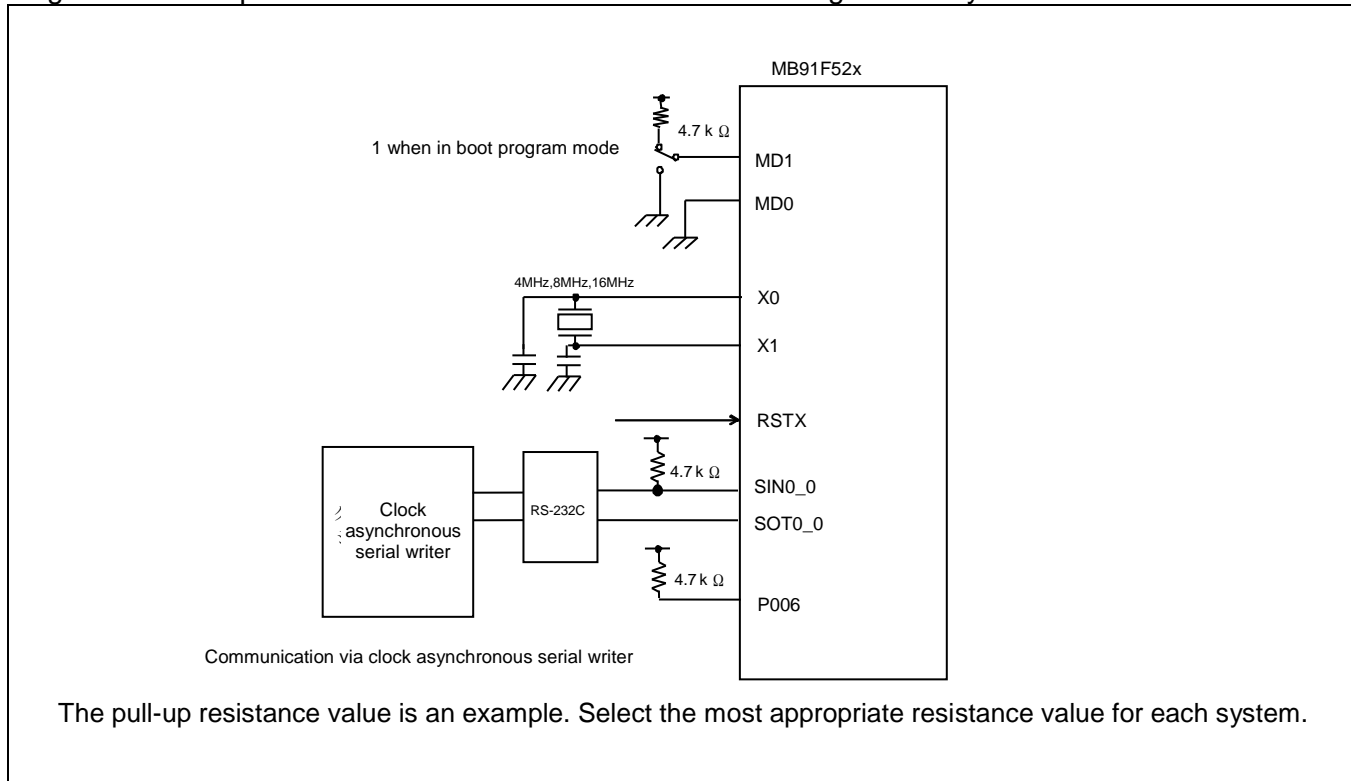 MB91F52x
4.7 k Ω
1 when in boot program mode
MD1
MD0
4MHz,8MHz,16MHz
X0
X1
RSTX
4.7 k Ω
SIN0_0
Clock
asynchronous
serial writer
RS-232C
SOT0_0
4.7 k Ω
P006
Communication via clock asynchronous serial writer
The pull-up resistance value is an example. Select the most appropriate resistance value for each system.